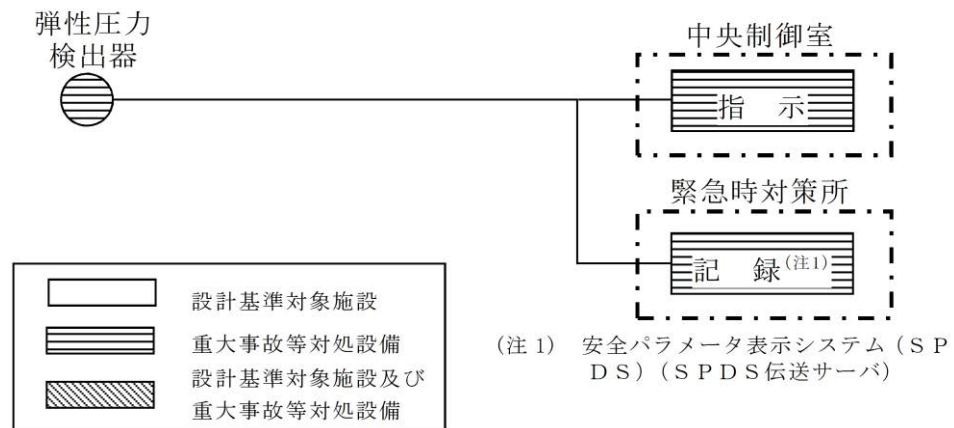 弾性圧力
検出器
中央制御室
指 示
緊急時対策所
記 録(注1)
設計基準対象施設
重大事故等対処設備
設計基準対象施設及び
重大事故等対処設備
(注 1) 安全パラメータ表示システム(SP
DS)(SPDS伝送サーバ)